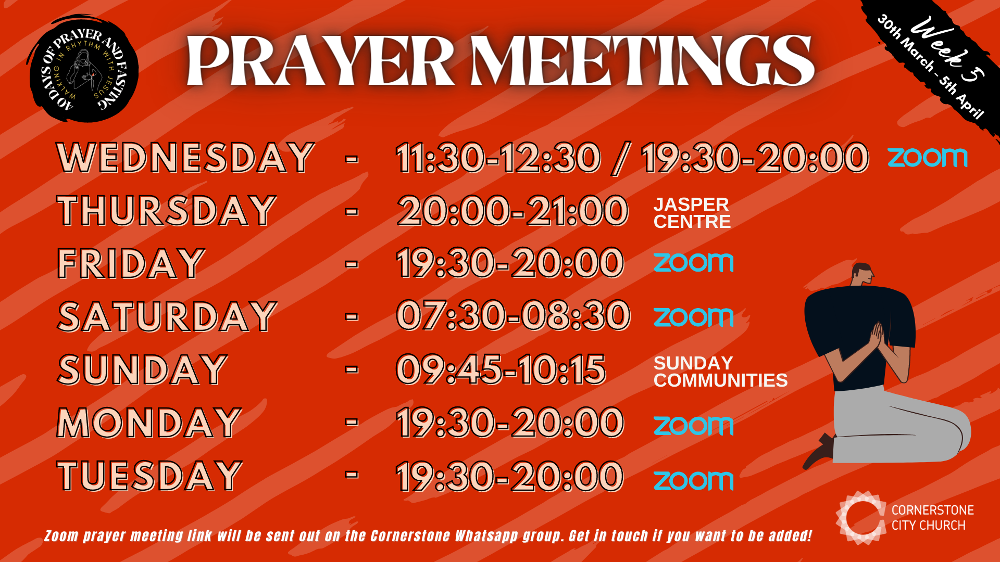 40 DAYS OF PRAYER AND FASTING
WALKING IN RHYTHM WITH JESUS
PRAYER MEETINGS
Week 5
30th March - 5th April
WEDNESDAY - 11:30-12:30 / 19:30-20:00 zoom
THURSDAY - 20:00-21:00 JASPER
CENTRE
FRIDAY - 19:30-20:00 zoom
SATURDAY - 07:30-08:30 zoom
SUNDAY - 09:45-10:15 SUNDAY
COMMUNITIES
MONDAY - 19:30-20:00 zoom
TUESDAY - 19:30-20:00 zoom
CORNERSTONE
CITY CHURCH
Zoom prayer meeting link will be sent out on the Cornerstone Whatsapp group. Get in touch if you want to be added!